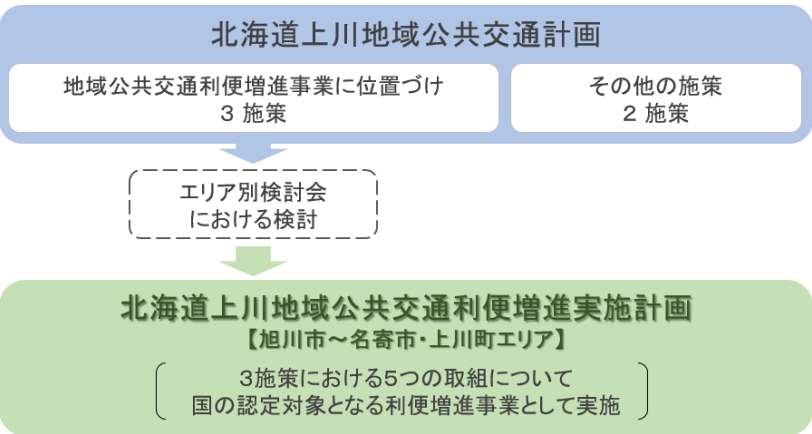 北海道上川地域公共交通計画
地域公共交通利便増進事業に位置づけ
3 施策
その他の施策
2 施策
エリア別検討会
における検討
北海道上川地域公共交通利便増進実施計画
【旭川市～名寄市・上川町エリア】
3施策における5つの取組について
国の認定対象となる利便増進事業として実施